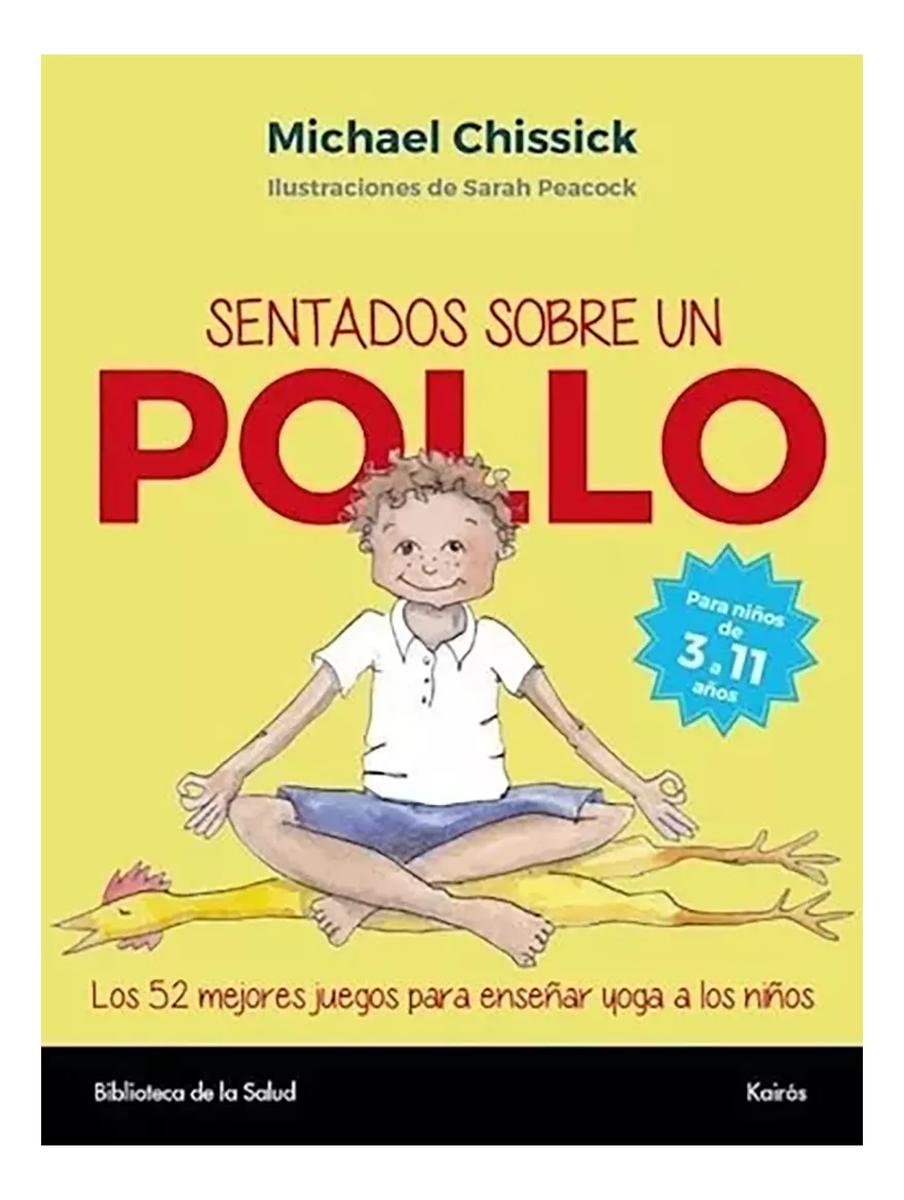 Michael Chissick
Ilustraciones de Sarah Peacock
SENTADOS SOBRE UN
POLLO
Para niños
de
3 a 11
años
Los 52 mejores juegos para enseñar yoga a los niños
Biblioteca de la Salud
Kairós